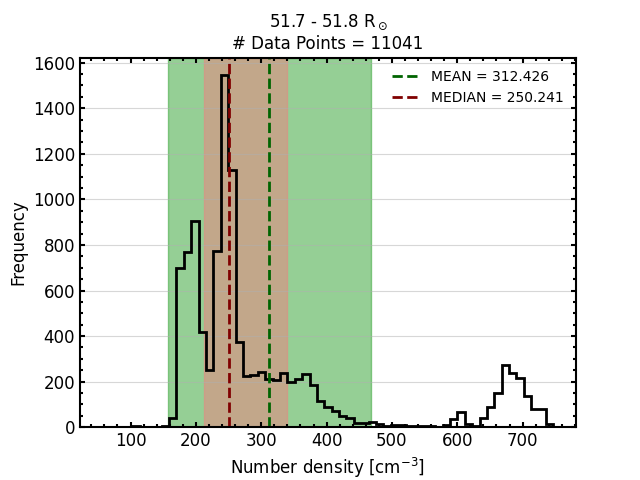 51.7 - 51.8 R⊙
# Data Points = 11041
MEAN = 312.426
MEDIAN = 250.241
1600
1400
1200
1000
800
600
400
200
0
Frequency
100 200 300 400 500 600 700
Number density [cm⁻³]